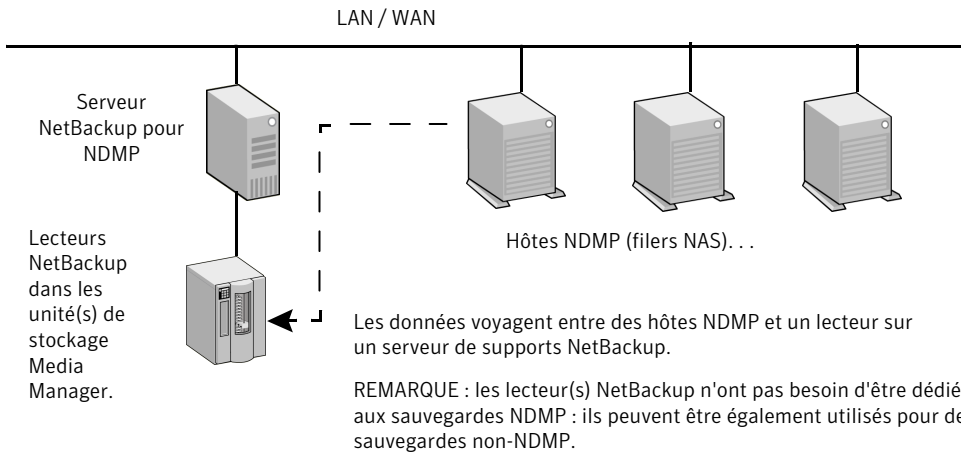 LAN / WAN
Serveur
NetBackup pour
NDMP
Lecteurs
NetBackup
dans les
unité(s) de
stockage
Media
Manager.
Hôtes NDMP (filers NAS). . .
Les données voyagent entre des hôtes NDMP et un lecteur sur
un serveur de supports NetBackup.
REMARQUE : les lecteur(s) NetBackup n'ont pas besoin d'être dédié
aux sauvegardes NDMP : ils peuvent être également utilisés pour de
sauvegardes non-NDMP.